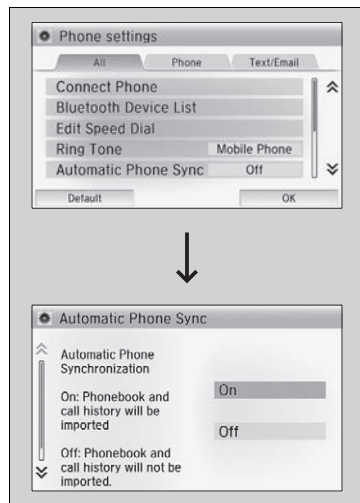 Phone settings
All Phone Text/Email
Connect Phone
Bluetooth Device List
Edit Speed Dial
Ring Tone Mobile Phone
Automatic Phone Sync Off
Default OK
Automatic Phone Sync
Automatic Phone
Synchronization
On: Phonebook and
call history will be
imported
Off: Phonebook and
call history will not be
imported.
On
Off